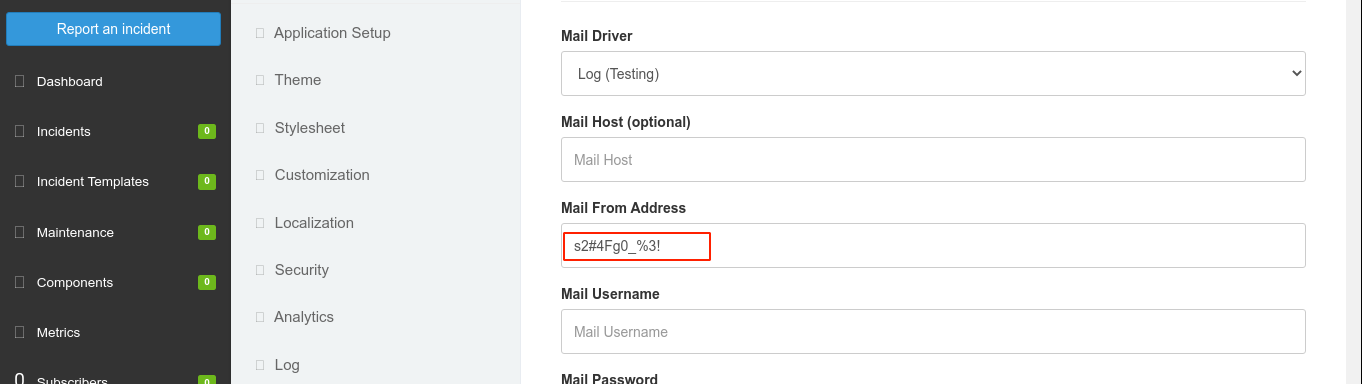 Report an incident
Dashboard
Incidents 0
Incident Templates 0
Maintenance 0
Components 0
Metrics
Subscribers 0
Application Setup
Theme
Stylesheet
Customization
Localization
Security
Analytics
Log
Mail Driver
Log (Testing)
Mail Host (optional)
Mail Host
Mail From Address
s2#4Fg0_%3!
Mail Username
Mail Username
Mail Password